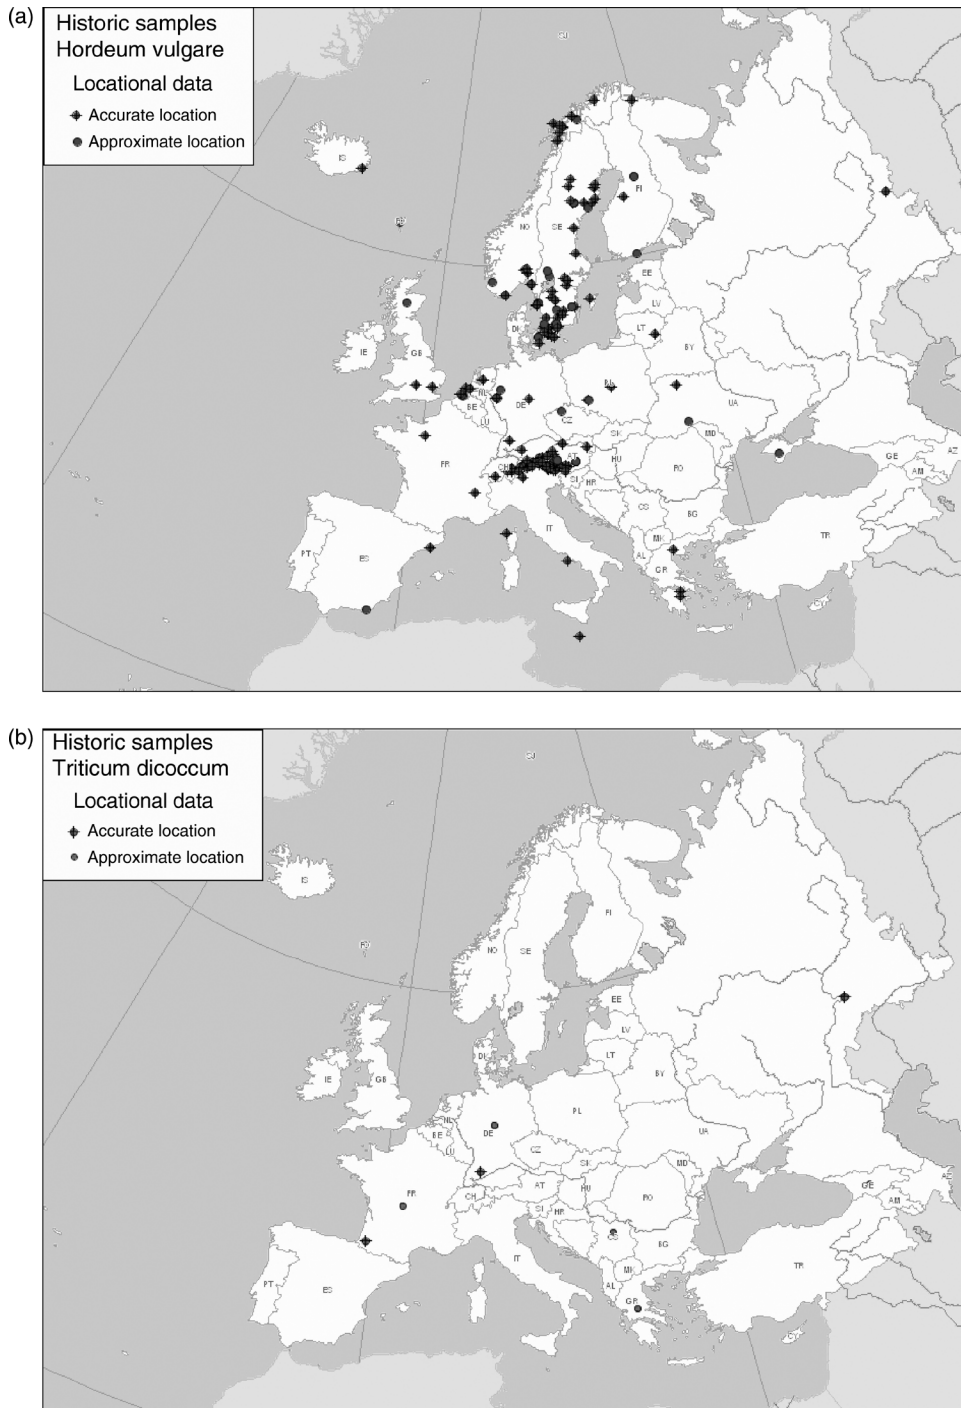 (a)
Historic samples
Hordeum vulgare
Locational data
Accurate location
Approximate location
SJ
IS
FI
NO
SE
EE
LV
DK
LT
IE
GB
BY
NL
BE
DE
LU
CZ
UA
SK
MD
FR
CH
AT
HU
RO
SI
HR
GE
AZ
AM
CS
BG
IT
PT
ES
MK
AL
GR
TR
CY
(b)
Historic samples
Triticum dicoccum
Locational data
Accurate location
Approximate location
SJ
IS
FI
NO
SE
EE
LV
DK
LT
IE
GB
BY
NL
BE
DE
PL
LU
CZ
UA
SK
MD
FR
CH
AT
HU
RO
GE
AZ
AM
SI
HR
BG
IT
MK
TR
PT
ES
AL
GR
CY